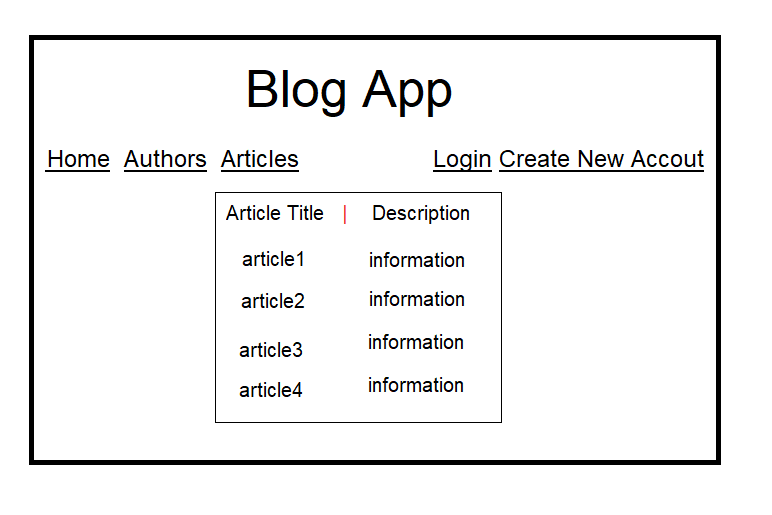 Blog App
Home Authors Articles Login Create New Accout
Article Title | Description
article1 information
article2 information
article3 information
article4 information